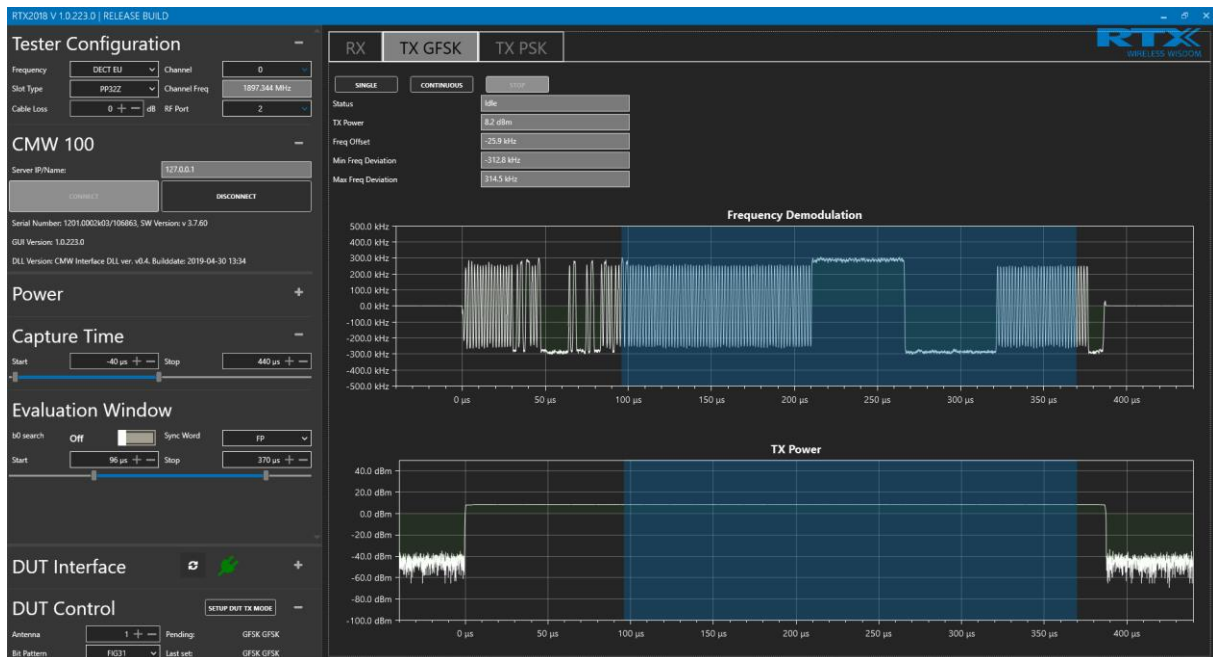 RTX2018 V 1.0.223.0 | RELEASE BUILD
Tester Configuration
Frequency DECT EU Channel 0
Slot Type PP32Z Channel Freq 1897.344 MHz
Cable Loss 0 dB RF Port 2
CMW 100
Server IP/Name: 127.0.0.1
CONNECT DISCONNECT
Serial Number: 1201.0002k03/106863, SW Version: v 3.7.60
GUI Version: 1.0.223.0
DLL Version: CMW Interface DLL ver. v0.4. Builddate: 2019-04-30 13:34
Power
Capture Time
Start -40 µs Stop 440 µs
Evaluation Window
b0 search Off Sync Word FP
Start 96 µs Stop 370 µs
DUT Interface
DUT Control SETUP DUT TX MODE
Antenna 1 Pending: GFSK GFSK
Bit Pattern FIG31 Last set: GFSK GFSK
RX TX GFSK TX PSK
RTX
WIRELESS WISDOM
SINGLE CONTINUOUS STOP
Status Idle
TX Power 8.2 dBm
Freq Offset -25.9 kHz
Min Freq Deviation -312.8 kHz
Max Freq Deviation 314.5 kHz
Frequency Demodulation
500.0 kHz
400.0 kHz
300.0 kHz
200.0 kHz
100.0 kHz
0.0 kHz
-100.0 kHz
-200.0 kHz
-300.0 kHz
-400.0 kHz
-500.0 kHz
0 µs 50 µs 100 µs 150 µs 200 µs 250 µs 300 µs 350 µs 400 µs
TX Power
40.0 dBm
20.0 dBm
0.0 dBm
-20.0 dBm
-40.0 dBm
-60.0 dBm
-80.0 dBm
-100.0 dBm
0 µs 50 µs 100 µs 150 µs 200 µs 250 µs 300 µs 350 µs 400 µs